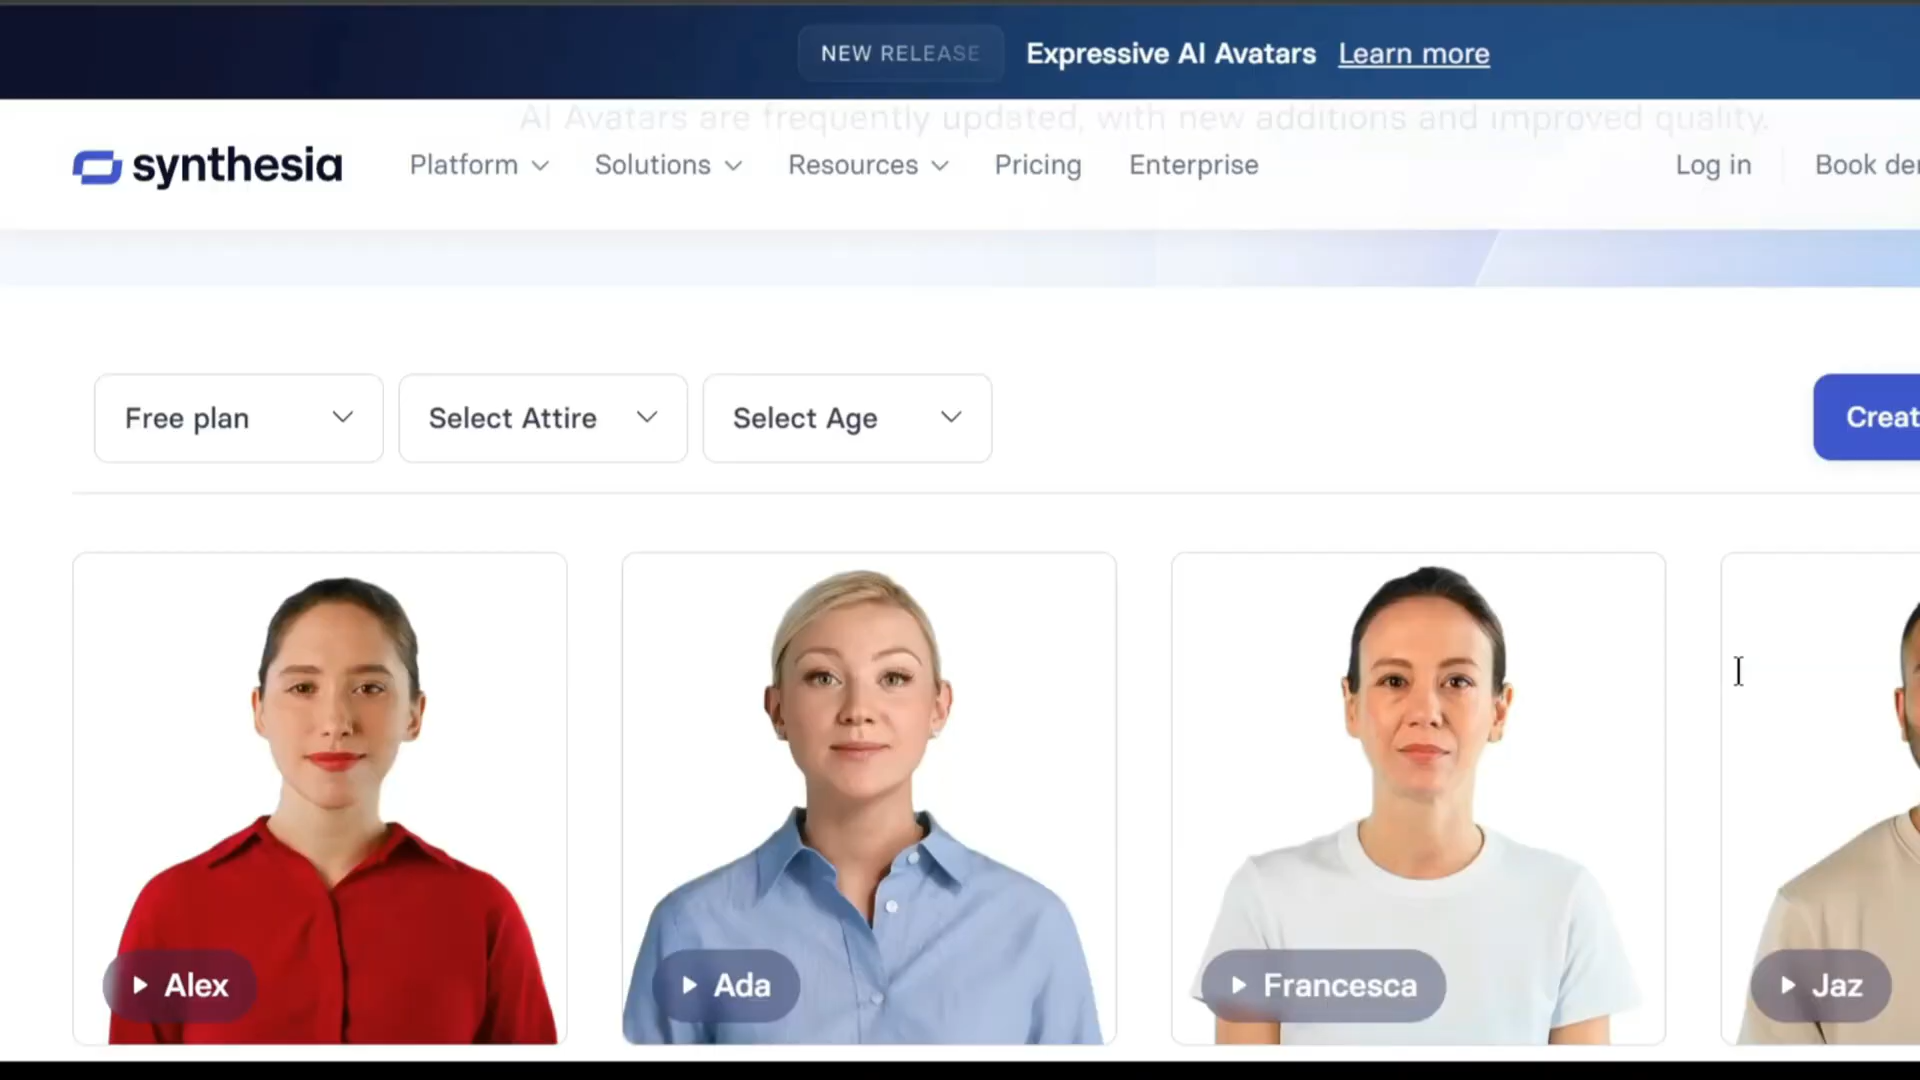 NEW RELEASE Expressive AI Avatars Learn more
AI Avatars are frequently updated, with new additions and improved quality.
synthesia Platform Solutions Resources Pricing Enterprise Log in Book
Free plan Select Attire Select Age
Alex Ada Francesca Jaz